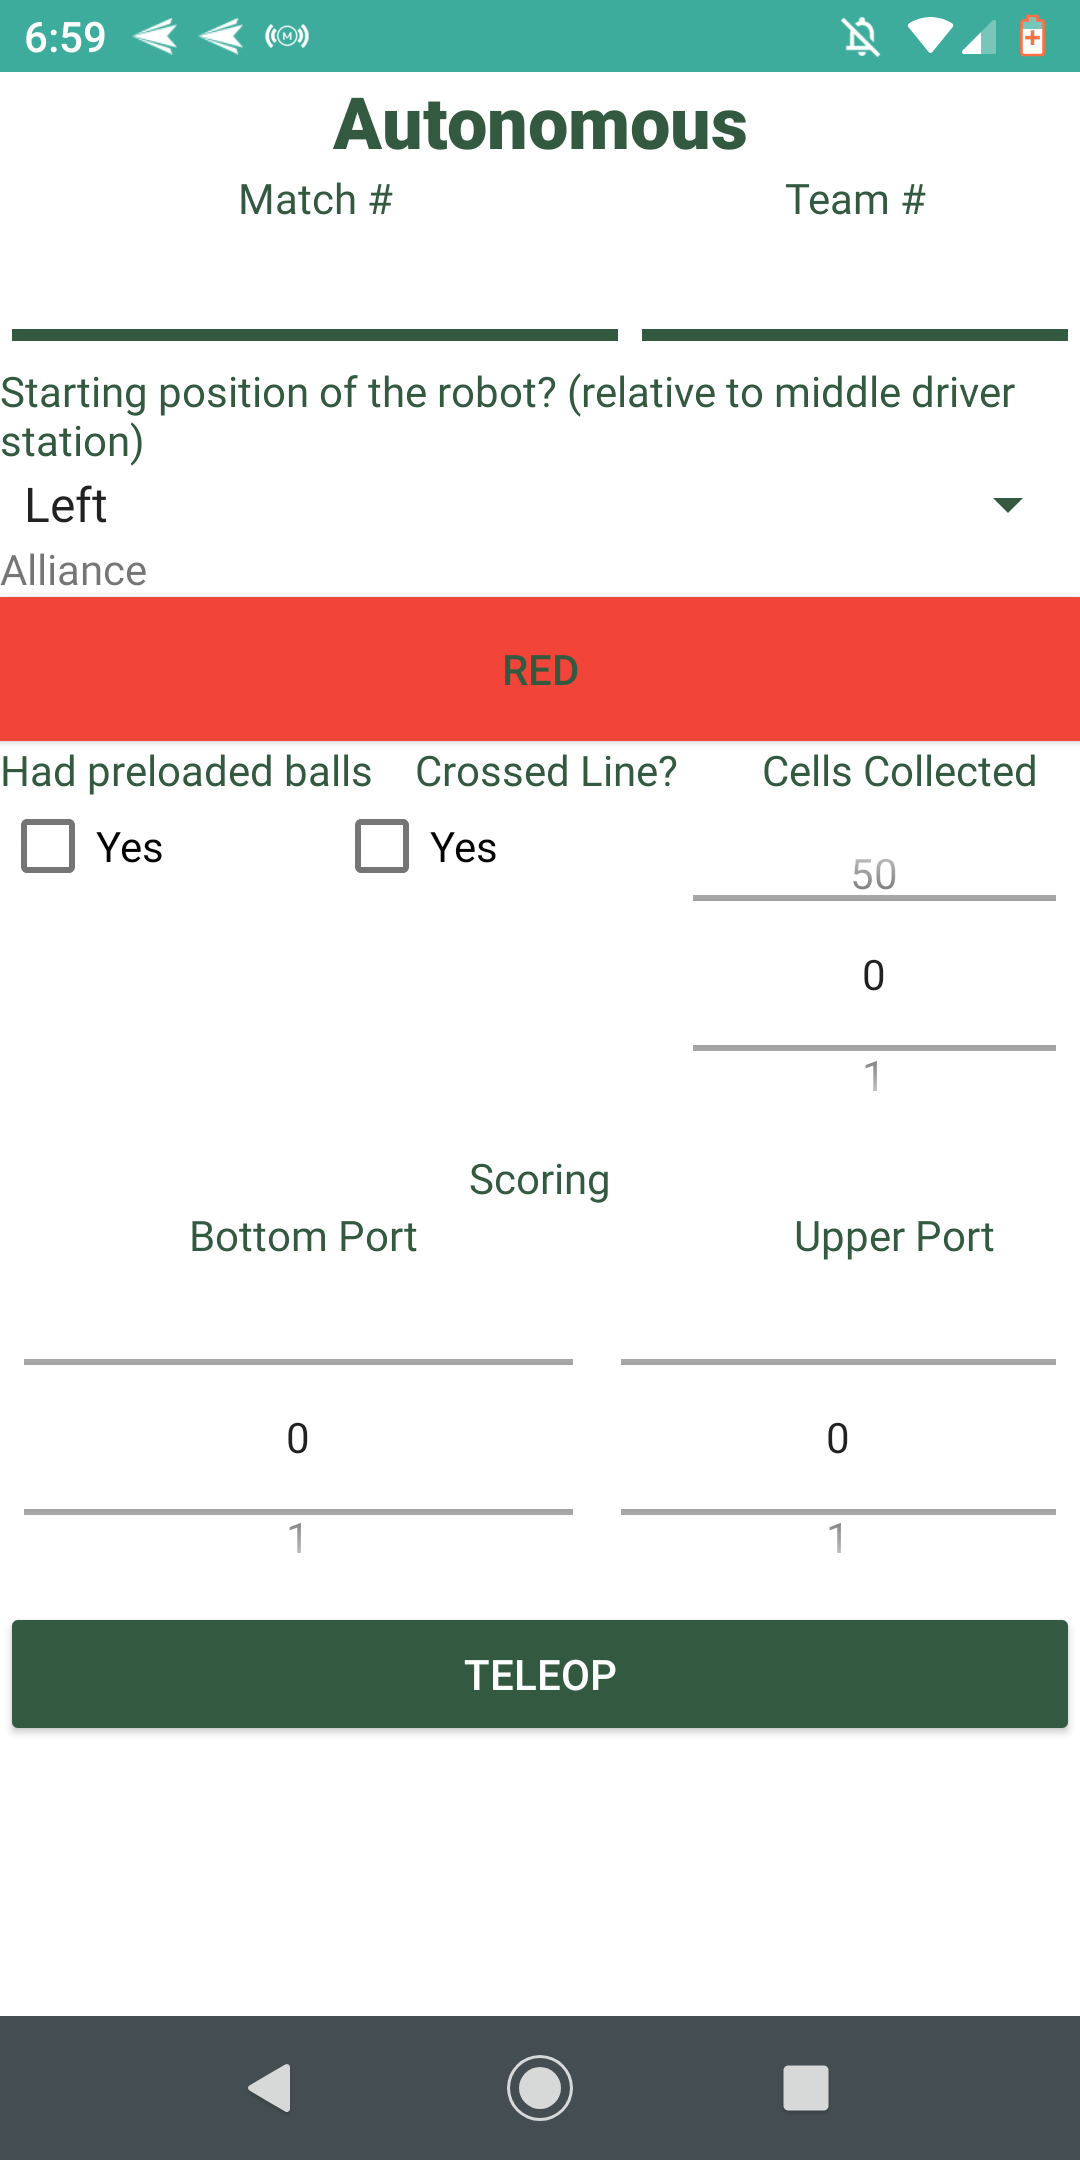 6:59
Autonomous
Match # Team #
Starting position of the robot? (relative to middle driver
station)
Left
Alliance
RED
Had preloaded balls Crossed Line? Cells Collected
Yes Yes
50
0
1
Scoring
Bottom Port Upper Port
0 0
1 1
TELEOP